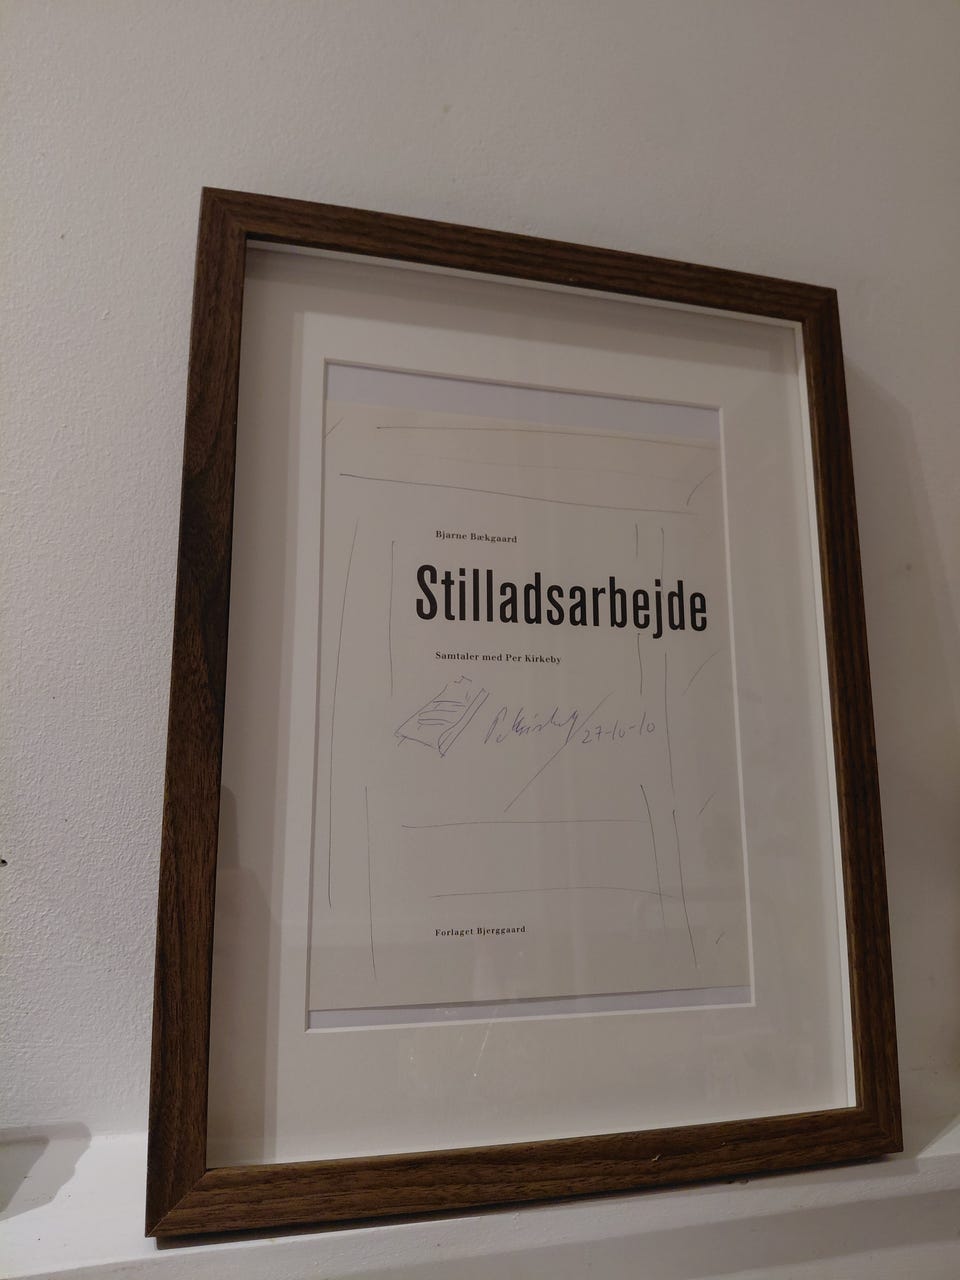 Bjarne Bækgaard
Stilladsarbejde
Samtaler med Per Kirkeby
27-10-10
Forlaget Bjerggaard